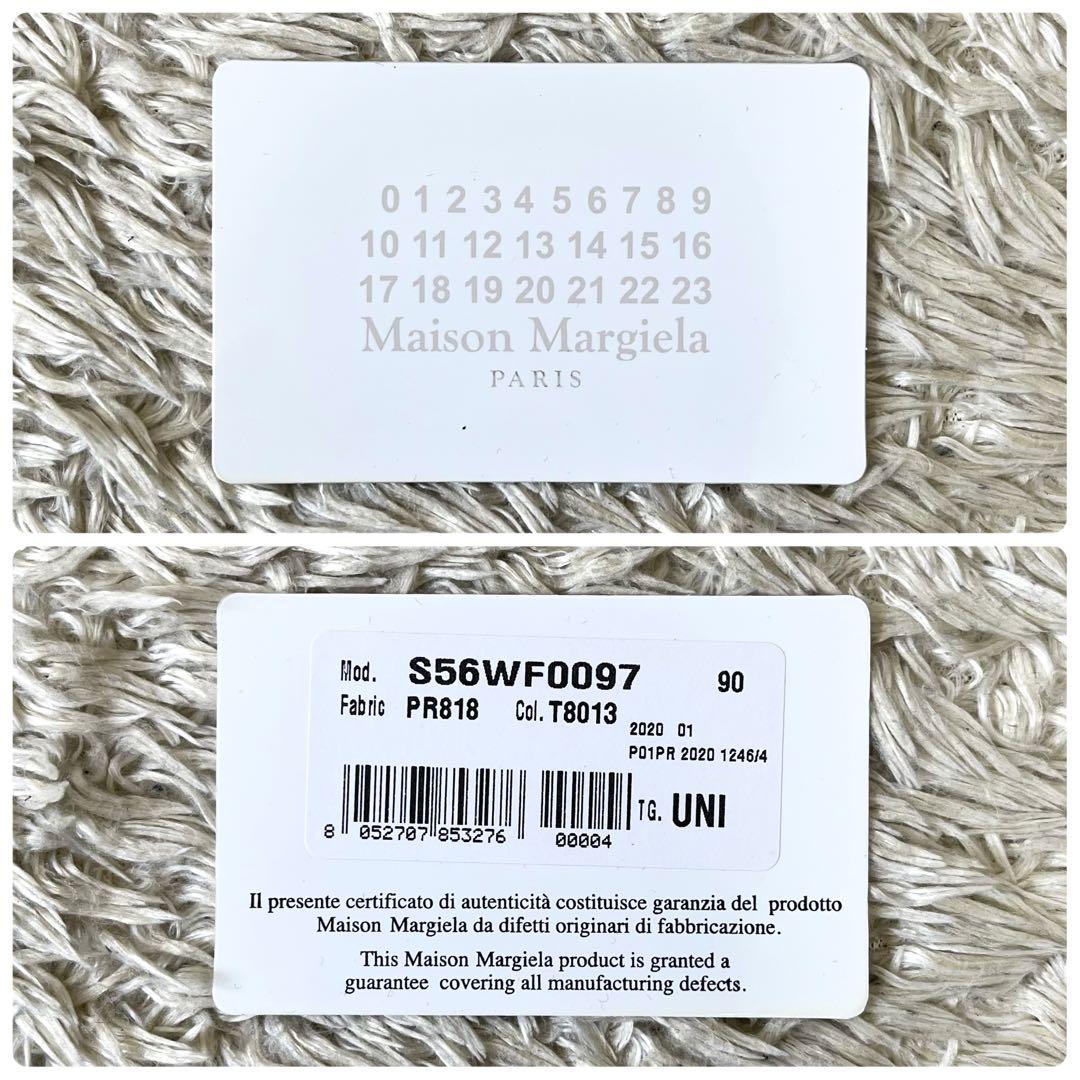 0 1 2 3 4 5 6 7 8 9
10 11 12 13 14 15 16
17 18 19 20 21 22 23
Maison Margiela
PARIS
Mod. S56WF0097 90
Fabric PR818 Col. T8013
2020 01
P01PR 2020 1246/4
TG. UNI
8 052707 853276 00004
Il presente certificato di autenticità costituisce garanzia del prodotto
Maison Margiela da difetti originari di fabbricazione.
This Maison Margiela product is granted a
guarantee covering all manufacturing defects.